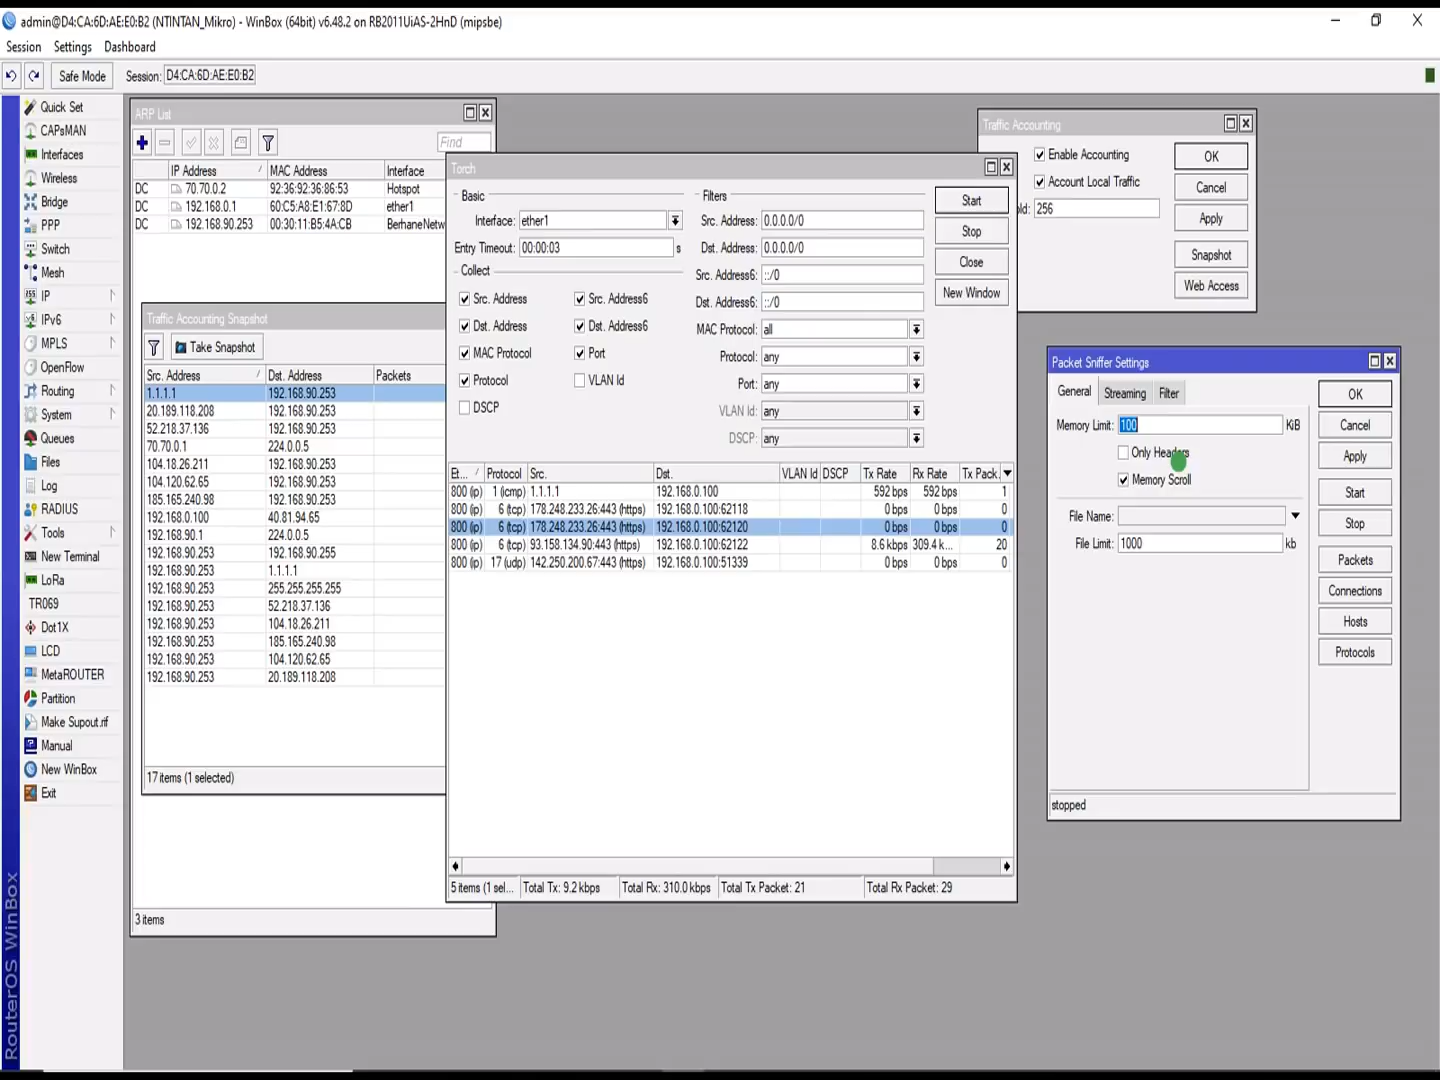 admin@D4:CA:6D:AE:E0:B2 (NTINTAN_Mikro) - WinBox (64bit) v6.48.2 on RB2011UiAS-2HnD (mipsbe)
Session Settings Dashboard
Safe Mode Session: D4:CA:6D:AE:E0:B2
Quick Set
CAPsMAN
Interfaces
Wireless
Bridge
PPP
Switch
Mesh
IP
IPv6
MPLS
OpenFlow
Routing
System
Queues
Files
Log
RADIUS
Tools
New Terminal
LoRa
TR069
Dot1X
LCD
MetaROUTER
Partition
Make Supout.rif
Manual
New WinBox
Exit
RouterOS WinBox
ARP List
Find
IP Address MAC Address Interface
DC 70.70.0.2 92:36:92:36:86:53 Hotspot
DC 192.168.0.1 60:C5:A8:E1:67:8D ether1
DC 192.168.90.253 00:30:11:B5:4A:CB BerhaneNetw
3 items
Traffic Accounting Snapshot
Take Snapshot
Src. Address Dst. Address Packets
1.1.1.1 192.168.90.253
20.189.118.208 192.168.90.253
52.218.37.136 192.168.90.253
70.70.0.1 224.0.0.5
104.18.26.211 192.168.90.253
104.120.62.65 192.168.90.253
185.165.240.98 192.168.90.253
192.168.0.100 40.81.94.65
192.168.90.1 224.0.0.5
192.168.90.253 192.168.90.255
192.168.90.253 1.1.1.1
192.168.90.253 255.255.255.255
192.168.90.253 52.218.37.136
192.168.90.253 104.18.26.211
192.168.90.253 185.165.240.98
192.168.90.253 104.120.62.65
192.168.90.253 20.189.118.208
17 items (1 selected)
Torch
Basic
Interface: ether1
Entry Timeout: 00:00:03 s
Collect
Src. Address Src. Address6
Dst. Address Dst. Address6
MAC Protocol Port
Protocol VLAN Id
DSCP
Filters
Src. Address: 0.0.0.0/0
Dst. Address: 0.0.0.0/0
Src. Address6: ::/0
Dst. Address6: ::/0
MAC Protocol: all
Protocol: any
Port: any
VLAN Id: any
DSCP: any
Start
Stop
Close
New Window
Et... Protocol Src. Dst. VLAN Id DSCP Tx Rate Rx Rate Tx Pack.
800 (ip) 1 (icmp) 1.1.1.1 192.168.0.100 592 bps 592 bps 1
800 (ip) 6 (tcp) 178.248.233.26:443 (https) 192.168.0.100:62118 0 bps 0 bps 0
800 (ip) 6 (tcp) 178.248.233.26:443 (https) 192.168.0.100:62120 0 bps 0 bps 0
800 (ip) 6 (tcp) 93.158.134.90:443 (https) 192.168.0.100:62122 8.6 kbps 309.4 k... 20
800 (ip) 17 (udp) 142.250.200.67:443 (https) 192.168.0.100:51339 0 bps 0 bps 0
5 items (1 sel... Total Tx: 9.2 kbps Total Rx: 310.0 kbps Total Tx Packet: 21 Total Rx Packet: 29
Traffic Accounting
Enable Accounting
Account Local Traffic
ld: 256
OK
Cancel
Apply
Snapshot
Web Access
Packet Sniffer Settings
General Streaming Filter
Memory Limit: 100 KiB
Only Headers
Memory Scroll
File Name:
File Limit: 1000 kb
OK
Cancel
Apply
Start
Stop
Packets
Connections
Hosts
Protocols
stopped